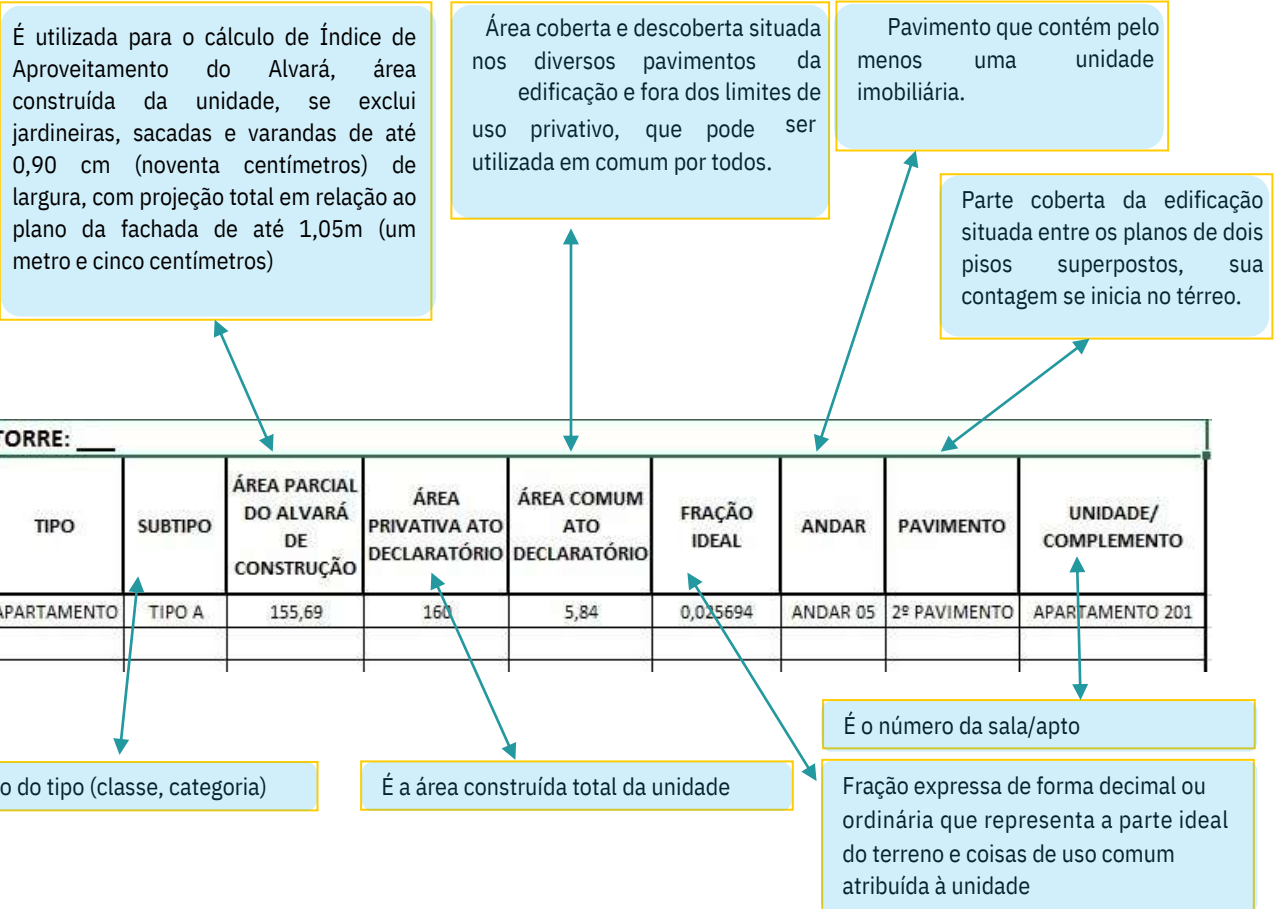 É utilizada para o cálculo de Índice de
Aproveitamento do Alvará, área
construída da unidade, se exclui
jardineiras, sacadas e varandas de até
0,90 cm (noventa centímetros) de
largura, com projeção total em relação ao
plano da fachada de até 1,05m (um
metro e cinco centímetros)
Área coberta e descoberta situada
nos diversos pavimentos da
edificação e fora dos limites de
uso privativo, que pode ser
utilizada em comum por todos.
Pavimento que contém pelo
menos uma unidade
imobiliária.
Parte coberta da edificação
situada entre os planos de dois
pisos superpostos, sua
contagem se inicia no térreo.
TORRE: ___
TIPO
SUBTIPO
ÁREA PARCIAL
DO ALVARÁ
DE
CONSTRUÇÃO
ÁREA
PRIVATIVA ATO
DECLARATÓRIO
ÁREA COMUM
ATO
DECLARATÓRIO
FRAÇÃO
IDEAL
ANDAR
PAVIMENTO
UNIDADE/
COMPLEMENTO
APARTAMENTO TIPO A 155,69 160 5,84 0,025694 ANDAR 05 2º PAVIMENTO APARTAMENTO 201
o do tipo (classe, categoria)
É a área construída total da unidade
É o número da sala/apto
Fração expressa de forma decimal ou
ordinária que representa a parte ideal
do terreno e coisas de uso comum
atribuída à unidade